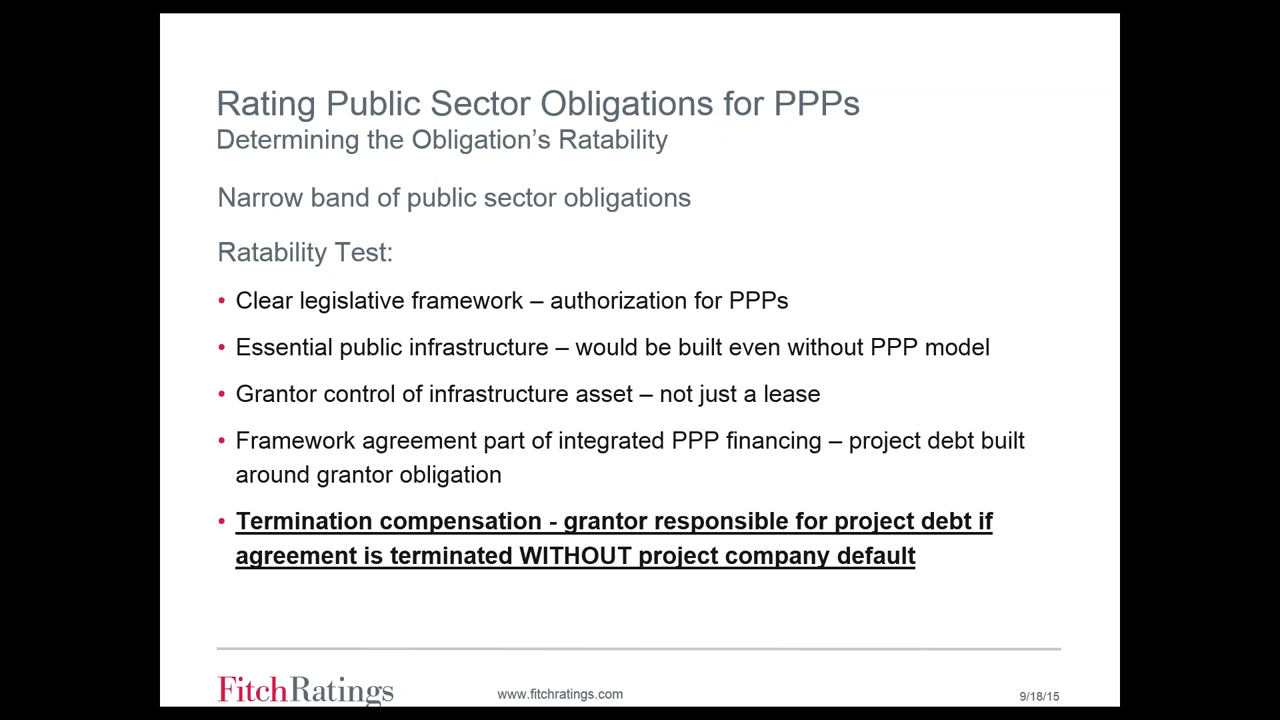 Rating Public Sector Obligations for PPPs
Determining the Obligation’s Ratability
Narrow band of public sector obligations
Ratability Test:
• Clear legislative framework – authorization for PPPs
• Essential public infrastructure – would be built even without PPP model
• Grantor control of infrastructure asset – not just a lease
• Framework agreement part of integrated PPP financing – project debt built
around grantor obligation
• Termination compensation - grantor responsible for project debt if
agreement is terminated WITHOUT project company default
FitchRatings
www.fitchratings.com
9/18/15